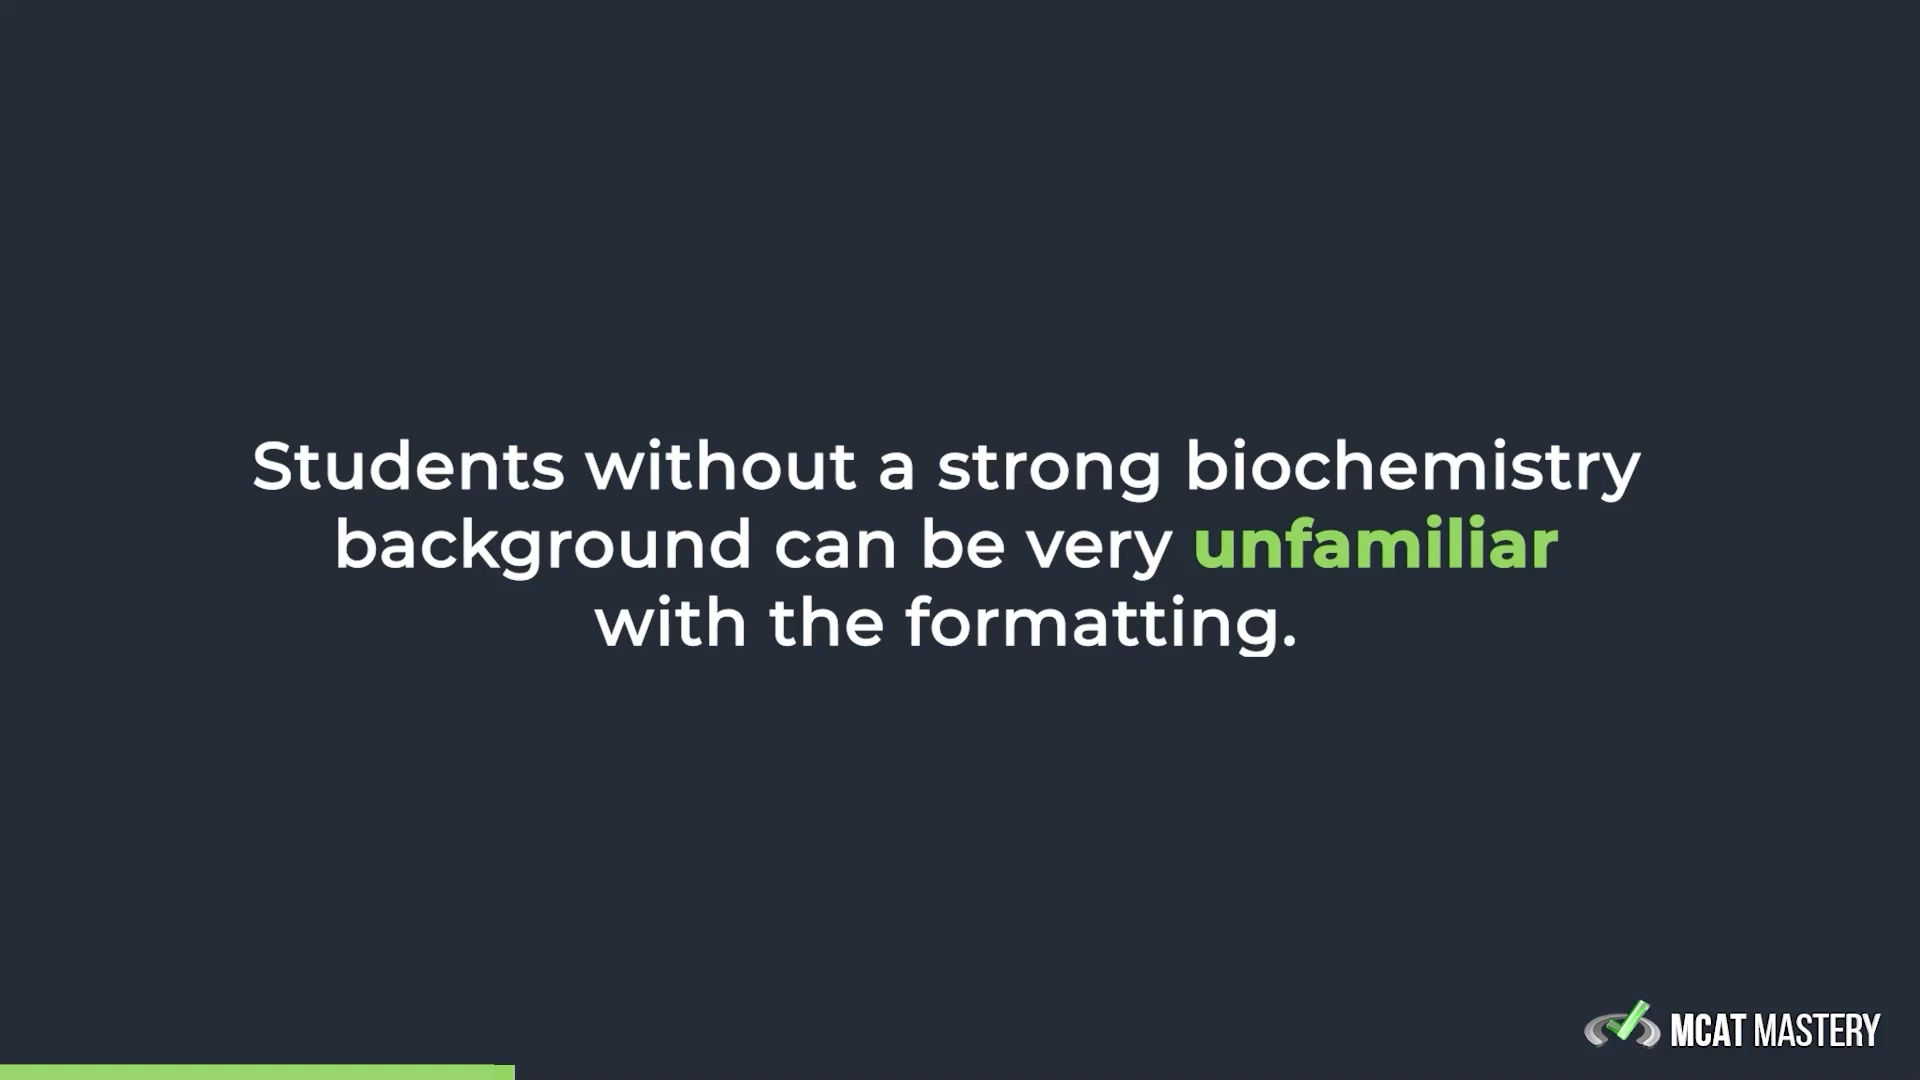 Students without a strong biochemistry
background can be very unfamiliar
with the formatting.
MCAT MASTERY